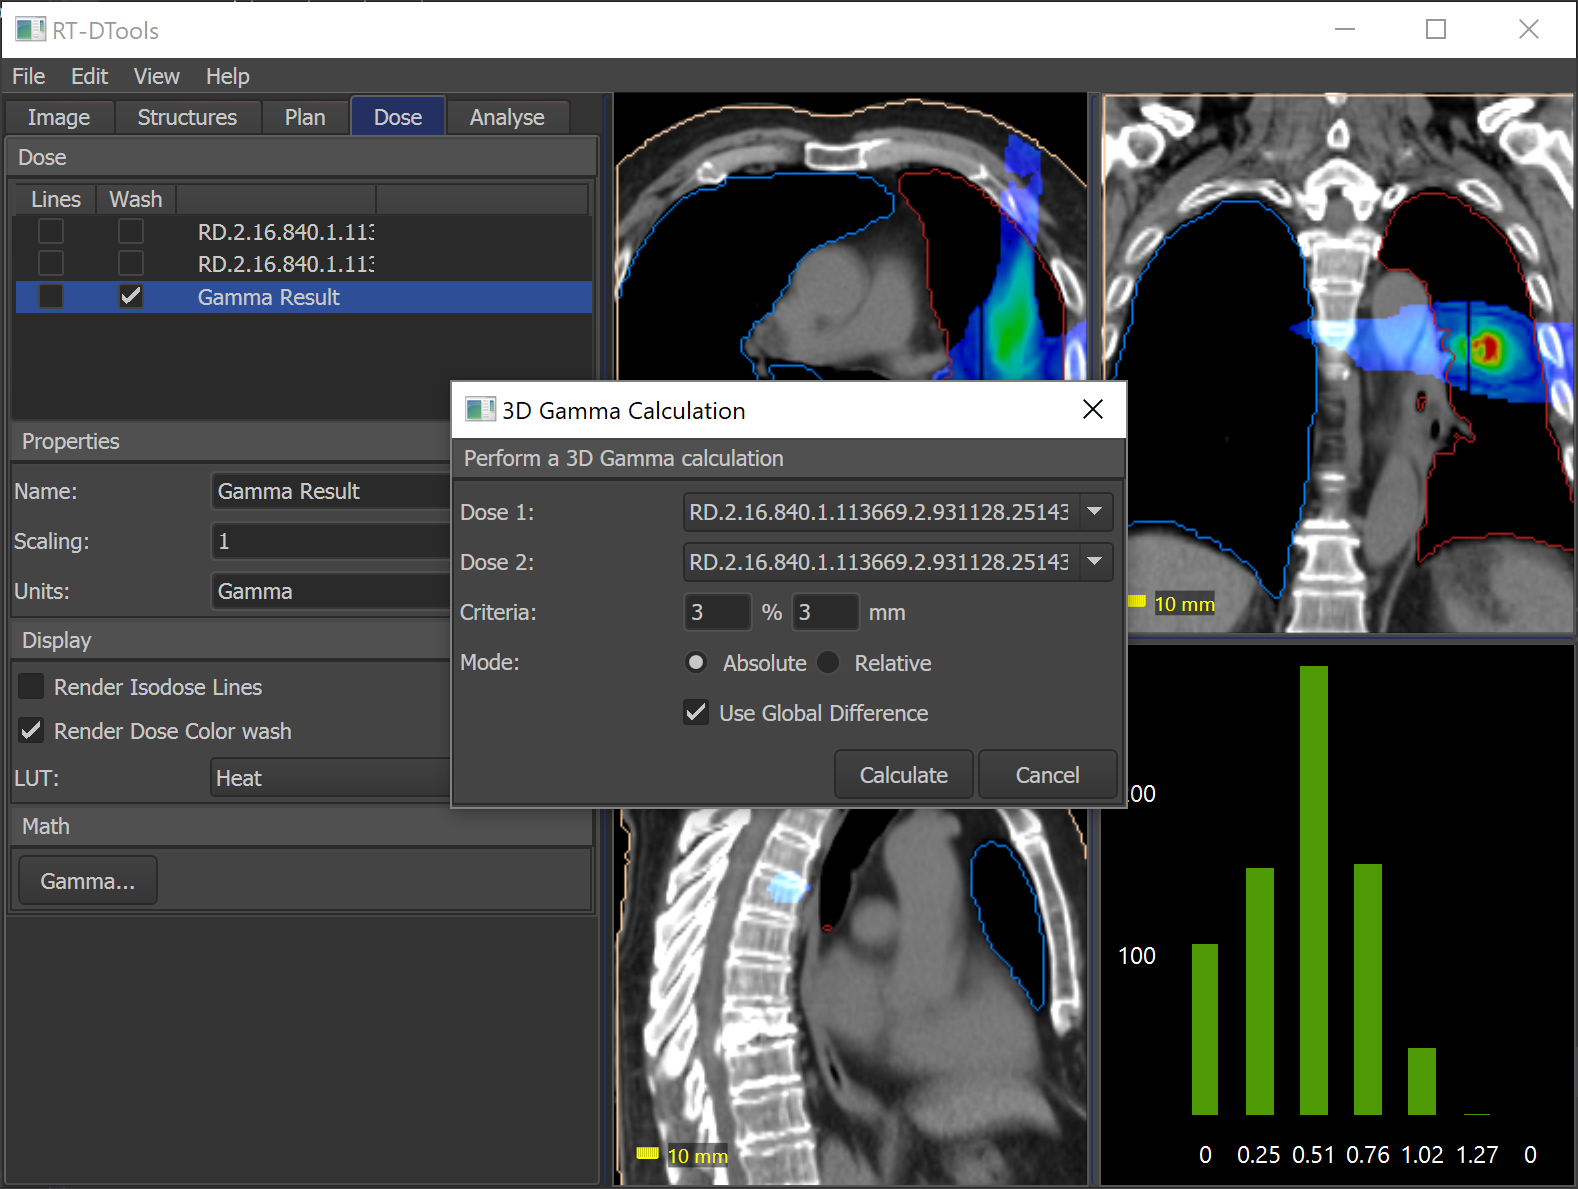 RT-DTools
File Edit View Help
Image Structures Plan Dose Analyse
Dose
Lines Wash
RD.2.16.840.1.113
RD.2.16.840.1.113
Gamma Result
Properties
Name: Gamma Result
Scaling: 1
Units: Gamma
Display
Render Isodose Lines
Render Dose Color wash
LUT: Heat
Math
Gamma...
3D Gamma Calculation
Perform a 3D Gamma calculation
Dose 1: RD.2.16.840.1.113669.2.931128.25143
Dose 2: RD.2.16.840.1.113669.2.931128.25143
Criteria: 3 % 3 mm
Mode: Absolute Relative
Use Global Difference
Calculate Cancel
10 mm
10 mm
100
0 0.25 0.51 0.76 1.02 1.27 0